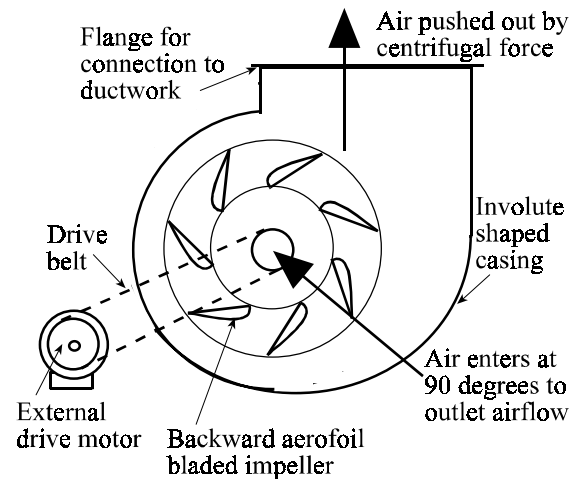 Flange for
connection to
ductwork
Air pushed out by
centrifugal force
Involute
shaped
casing
Drive
belt
Air enters at
90 degrees to
outlet airflow
External
drive motor
Backward aerofoil
bladed impeller